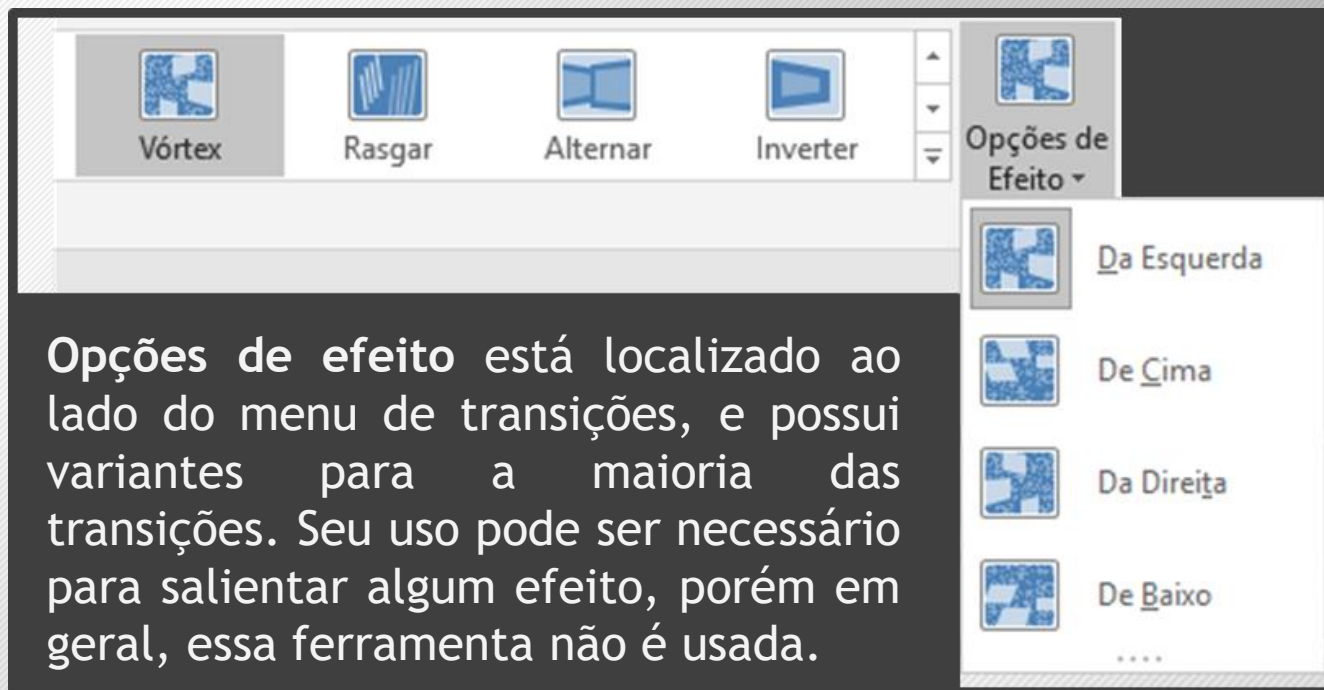 Vórtex Rasgar Alternar Inverter
Opções de
Efeito
Da Esquerda
De Cima
Da Direita
De Baixo
Opções de efeito está localizado ao
lado do menu de transições, e possui
variantes para a maioria das
transições. Seu uso pode ser necessário
para salientar algum efeito, porém em
geral, essa ferramenta não é usada.